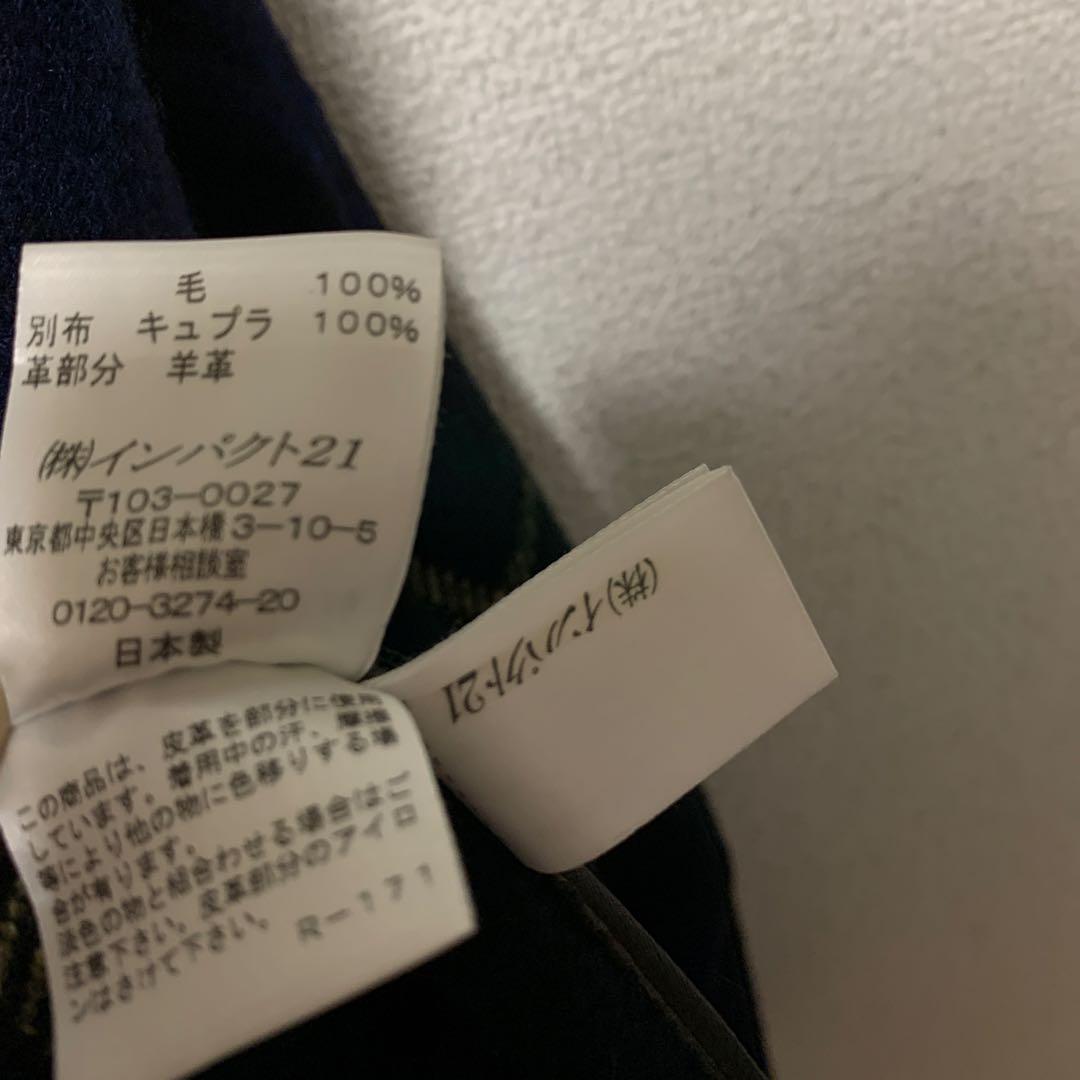 毛 100%
別布 キュプラ 100%
革部分 羊革
㈱インパクト21
〒103-0027
東京都中央区日本橋3-10-5
お客様相談室
0120-3274-20
日本製
この商品は、皮革を部分に使用
しています。着用中の汗、摩擦
等により他の物に色移りする場
合が有ります。
淡色の物と組合わせる場合はご
注意下さい。皮革部分のアイロ
ンはさけて下さい。
R-171
(株)インパクト21